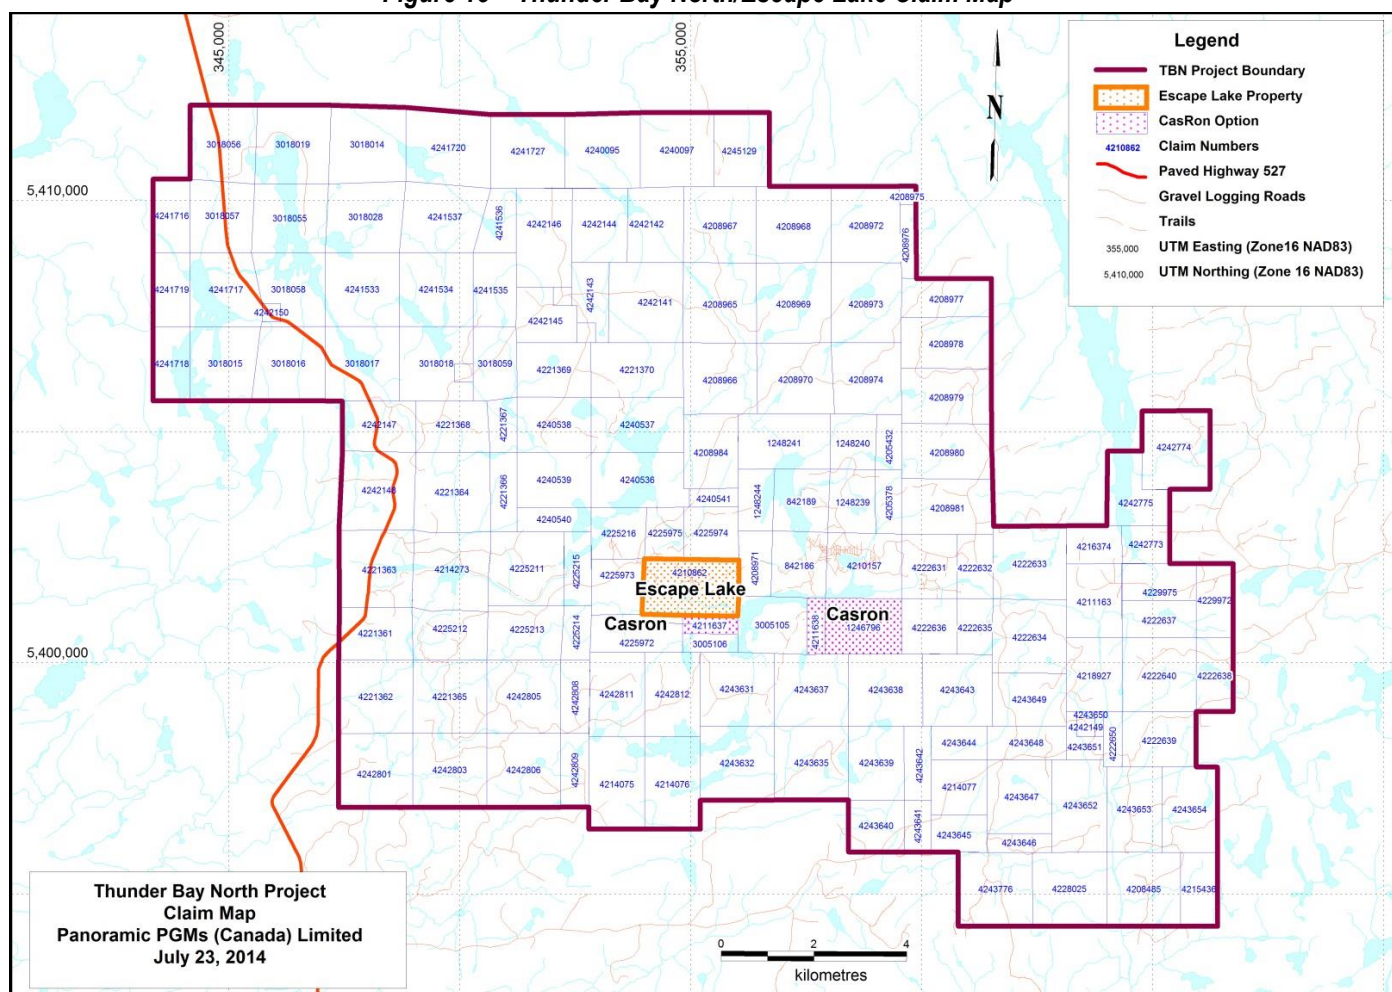 345,000
355,000
5,410,000
5,400,000
Legend
TBN Project Boundary
Escape Lake Property
CasRon Option
4210862 Claim Numbers
Paved Highway 527
Gravel Logging Roads
Trails
355,000 UTM Easting (Zone16 NAD83)
5,410,000 UTM Northing (Zone 16 NAD83)
N
3018056 3018019 3018014 4241720 4241727 4240095 4240097 4245129
4208975
4241716 3018057 3018055 3018028 4241537 4241536 4242146 4242144 4242142 4208967 4208968 4208972 4208976
4241719 4241717 3018058 4241533 4241534 4241535 4242143 4242141 4208965 4208969 4208973 4208977
4242150 4242145
4208978
4241718 3018015 3018016 3018017 3018018 3018059 4221369 4221370 4208966 4208970 4208974
4208979
4242147 4221368 4221367 4240538 4240537
4208984 1248241 1248240 4205432 4208980
4242148 4221364 4221366 4240539 4240536
4240541 1248244 842189 1248239 4205378 4208981
4240540
4242774
4242775
4225216 4225975 4225974
4216374 4242773
4221363 4214273 4225211 4225215 4225973 4210862 4208971 842186 4210157 4222631 4222632 4222633
Escape Lake
4211163 4229975 4229972
4222637
Casron
Casron
4221361 4225212 4225213 4225214 4211637 3005105 4211638 1246796 4222636 4222635 4222634
4225972 3005106
4221362 4221365 4242805 4242808 4242811 4242812 4243631 4243637 4243638 4243643 4243649 4218927 4222640 4222638
4243650
4242149
4243651 4222650 4222639
4243644 4243648
4242801 4242803 4242806 4242809 4214075 4214076 4243632 4243635 4243639 4243642
4214077 4243647 4243652 4243653 4243654
4243640 4243641 4243645 4243646
4243776 4228025 4208485 4215436
Thunder Bay North Project
Claim Map
Panoramic PGMs (Canada) Limited
July 23, 2014
0 2 4
kilometres